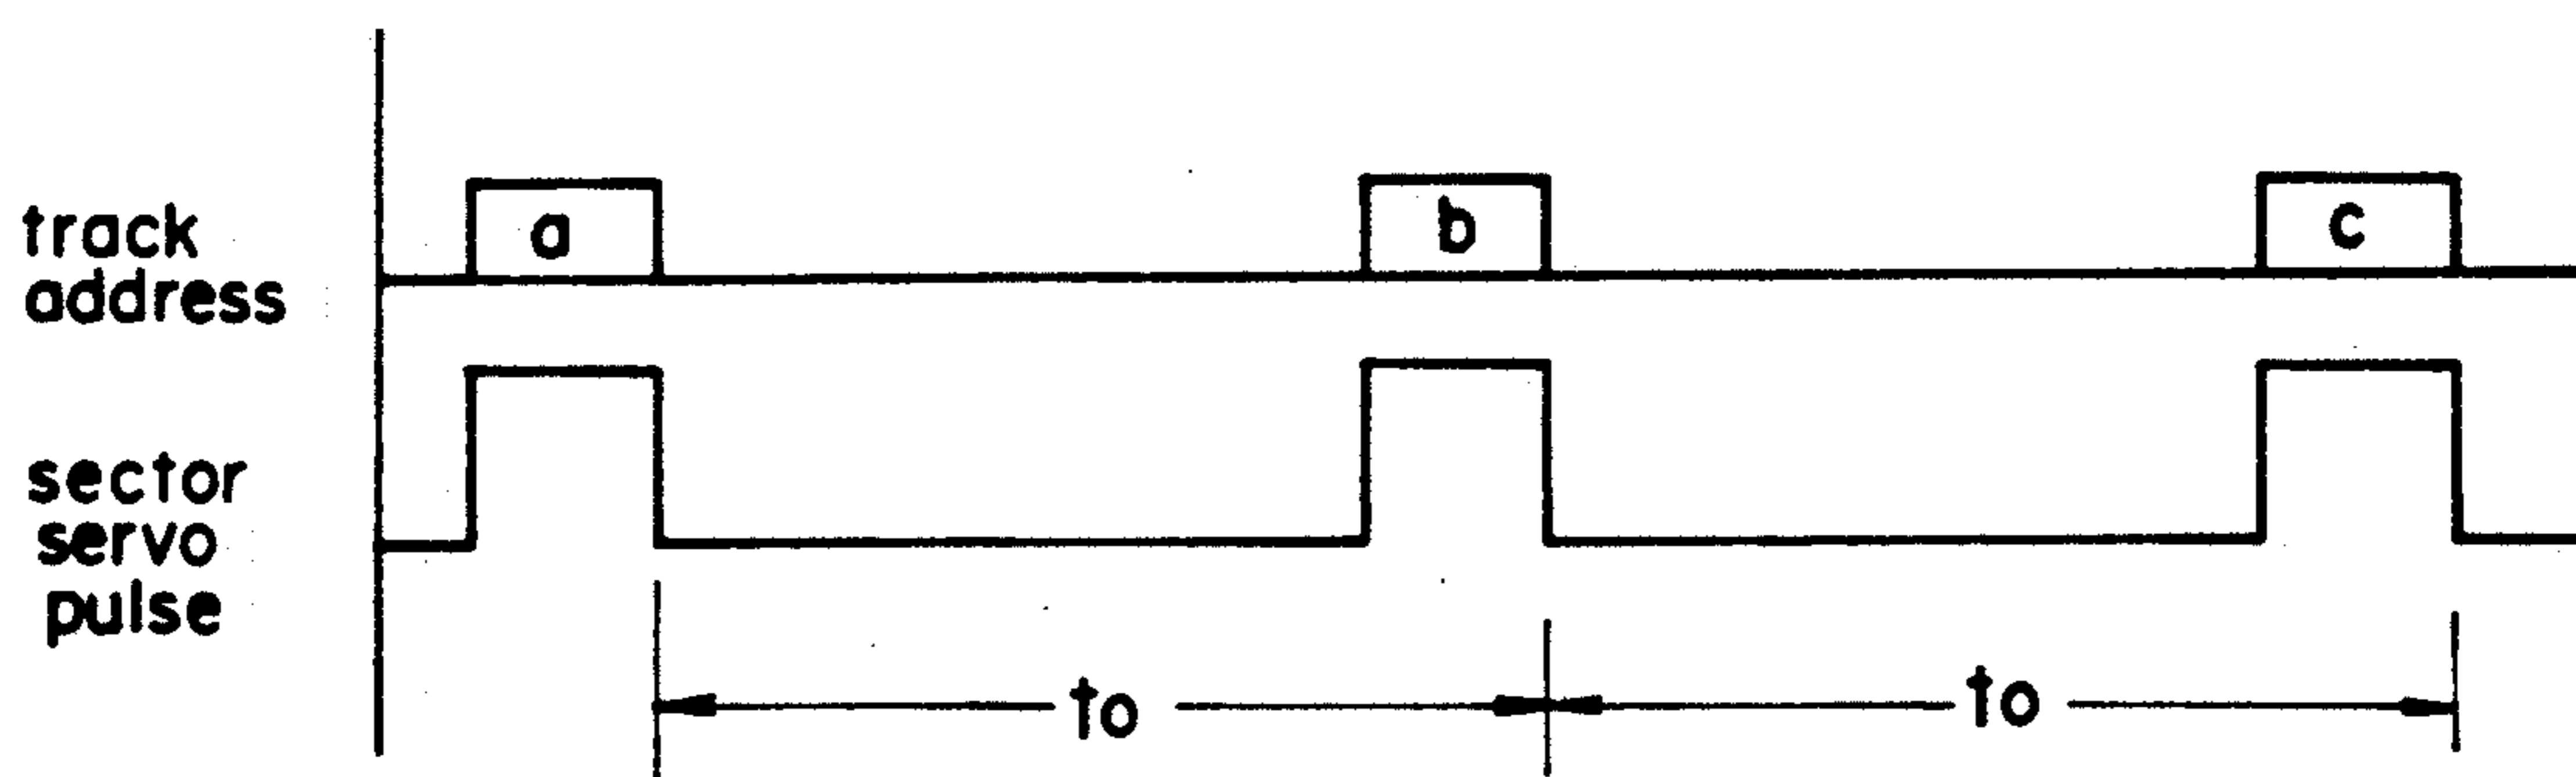 track
address
a
b
c
sector
servo
pulse
to
to